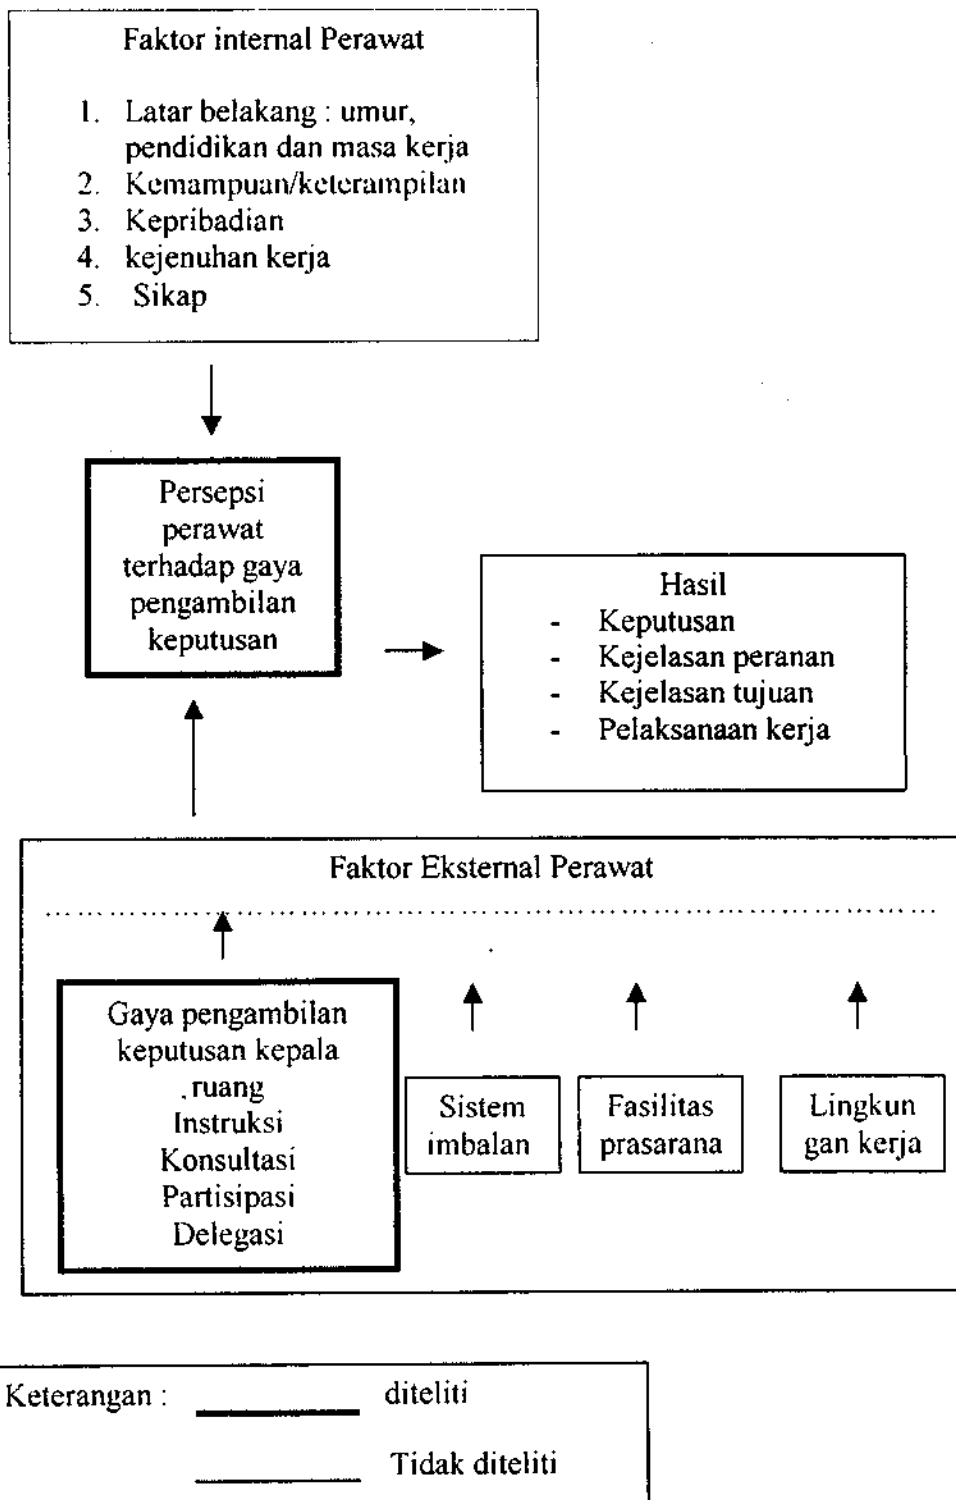 Faktor internal Perawat
1. Latar belakang : umur,
pendidikan dan masa kerja
2. Kemampuan/keterampilan
3. Kepribadian
4. kejenuhan kerja
5. Sikap
Persepsi
perawat
terhadap gaya
pengambilan
keputusan
Hasil
- Keputusan
- Kejelasan peranan
- Kejelasan tujuan
- Pelaksanaan kerja
Faktor Eksternal Perawat
Gaya pengambilan
keputusan kepala
ruang
Instruksi
Konsultasi
Partisipasi
Delegasi
Sistem
imbalan
Fasilitas
prasarana
Lingkun
gan kerja
Keterangan :
diteliti
Tidak diteliti